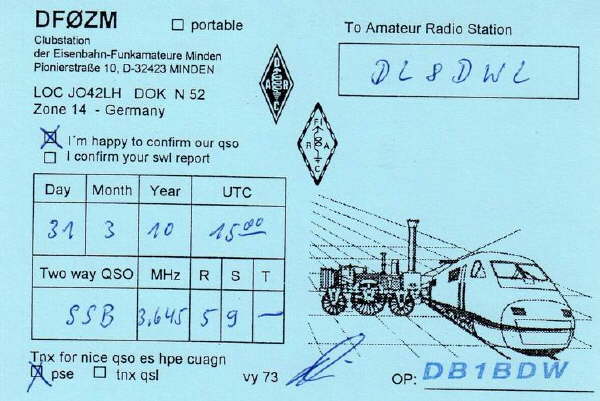 DFØZM
☐ portable
Clubstation
der Eisenbahn-Funkamateure Minden
Pionierstraße 10, D-32423 MINDEN
LOC JO42LH DOK N 52
Zone 14 - Germany
To Amateur Radio Station
DL8DWL
D
A R
C
FI
R A
C
☒ I´m happy to confirm our qso
☐ I confirm your swl report
Day Month Year UTC
31 3 10 15 00
Two way QSO MHz R S T
SSB 3,645 5 9 –
Tnx for nice qso es hpe cuagn
☒ pse ☐ tnx qsl vy 73
OP: DB1BDW